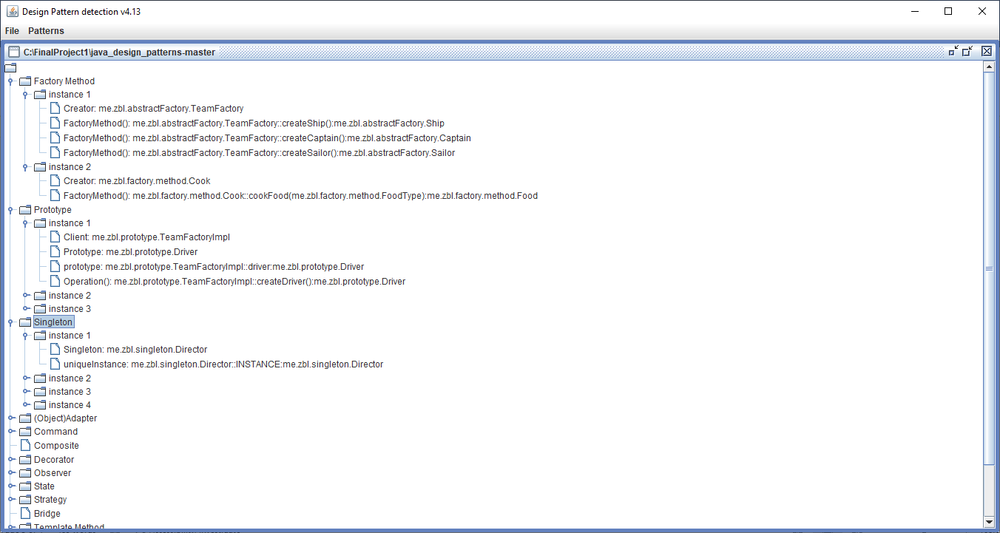 Design Pattern detection v4.13
File Patterns
C:\FinalProject1\java_design_patterns-master
Factory Method
instance 1
Creator: me.zbl.abstractFactory.TeamFactory
FactoryMethod(): me.zbl.abstractFactory.TeamFactory::createShip():me.zbl.abstractFactory.Ship
FactoryMethod(): me.zbl.abstractFactory.TeamFactory::createCaptain():me.zbl.abstractFactory.Captain
FactoryMethod(): me.zbl.abstractFactory.TeamFactory::createSailor():me.zbl.abstractFactory.Sailor
instance 2
Creator: me.zbl.factory.method.Cook
FactoryMethod(): me.zbl.factory.method.Cook::cookFood(me.zbl.factory.method.FoodType):me.zbl.factory.method.Food
Prototype
instance 1
Client: me.zbl.prototype.TeamFactoryImpl
Prototype: me.zbl.prototype.Driver
prototype: me.zbl.prototype.TeamFactoryImpl::driver:me.zbl.prototype.Driver
Operation(): me.zbl.prototype.TeamFactoryImpl::createDriver():me.zbl.prototype.Driver
instance 2
instance 3
Singleton
instance 1
Singleton: me.zbl.singleton.Director
uniqueInstance: me.zbl.singleton.Director::INSTANCE:me.zbl.singleton.Director
instance 2
instance 3
instance 4
(Object)Adapter
Command
Composite
Decorator
Observer
State
Strategy
Bridge
Template Method